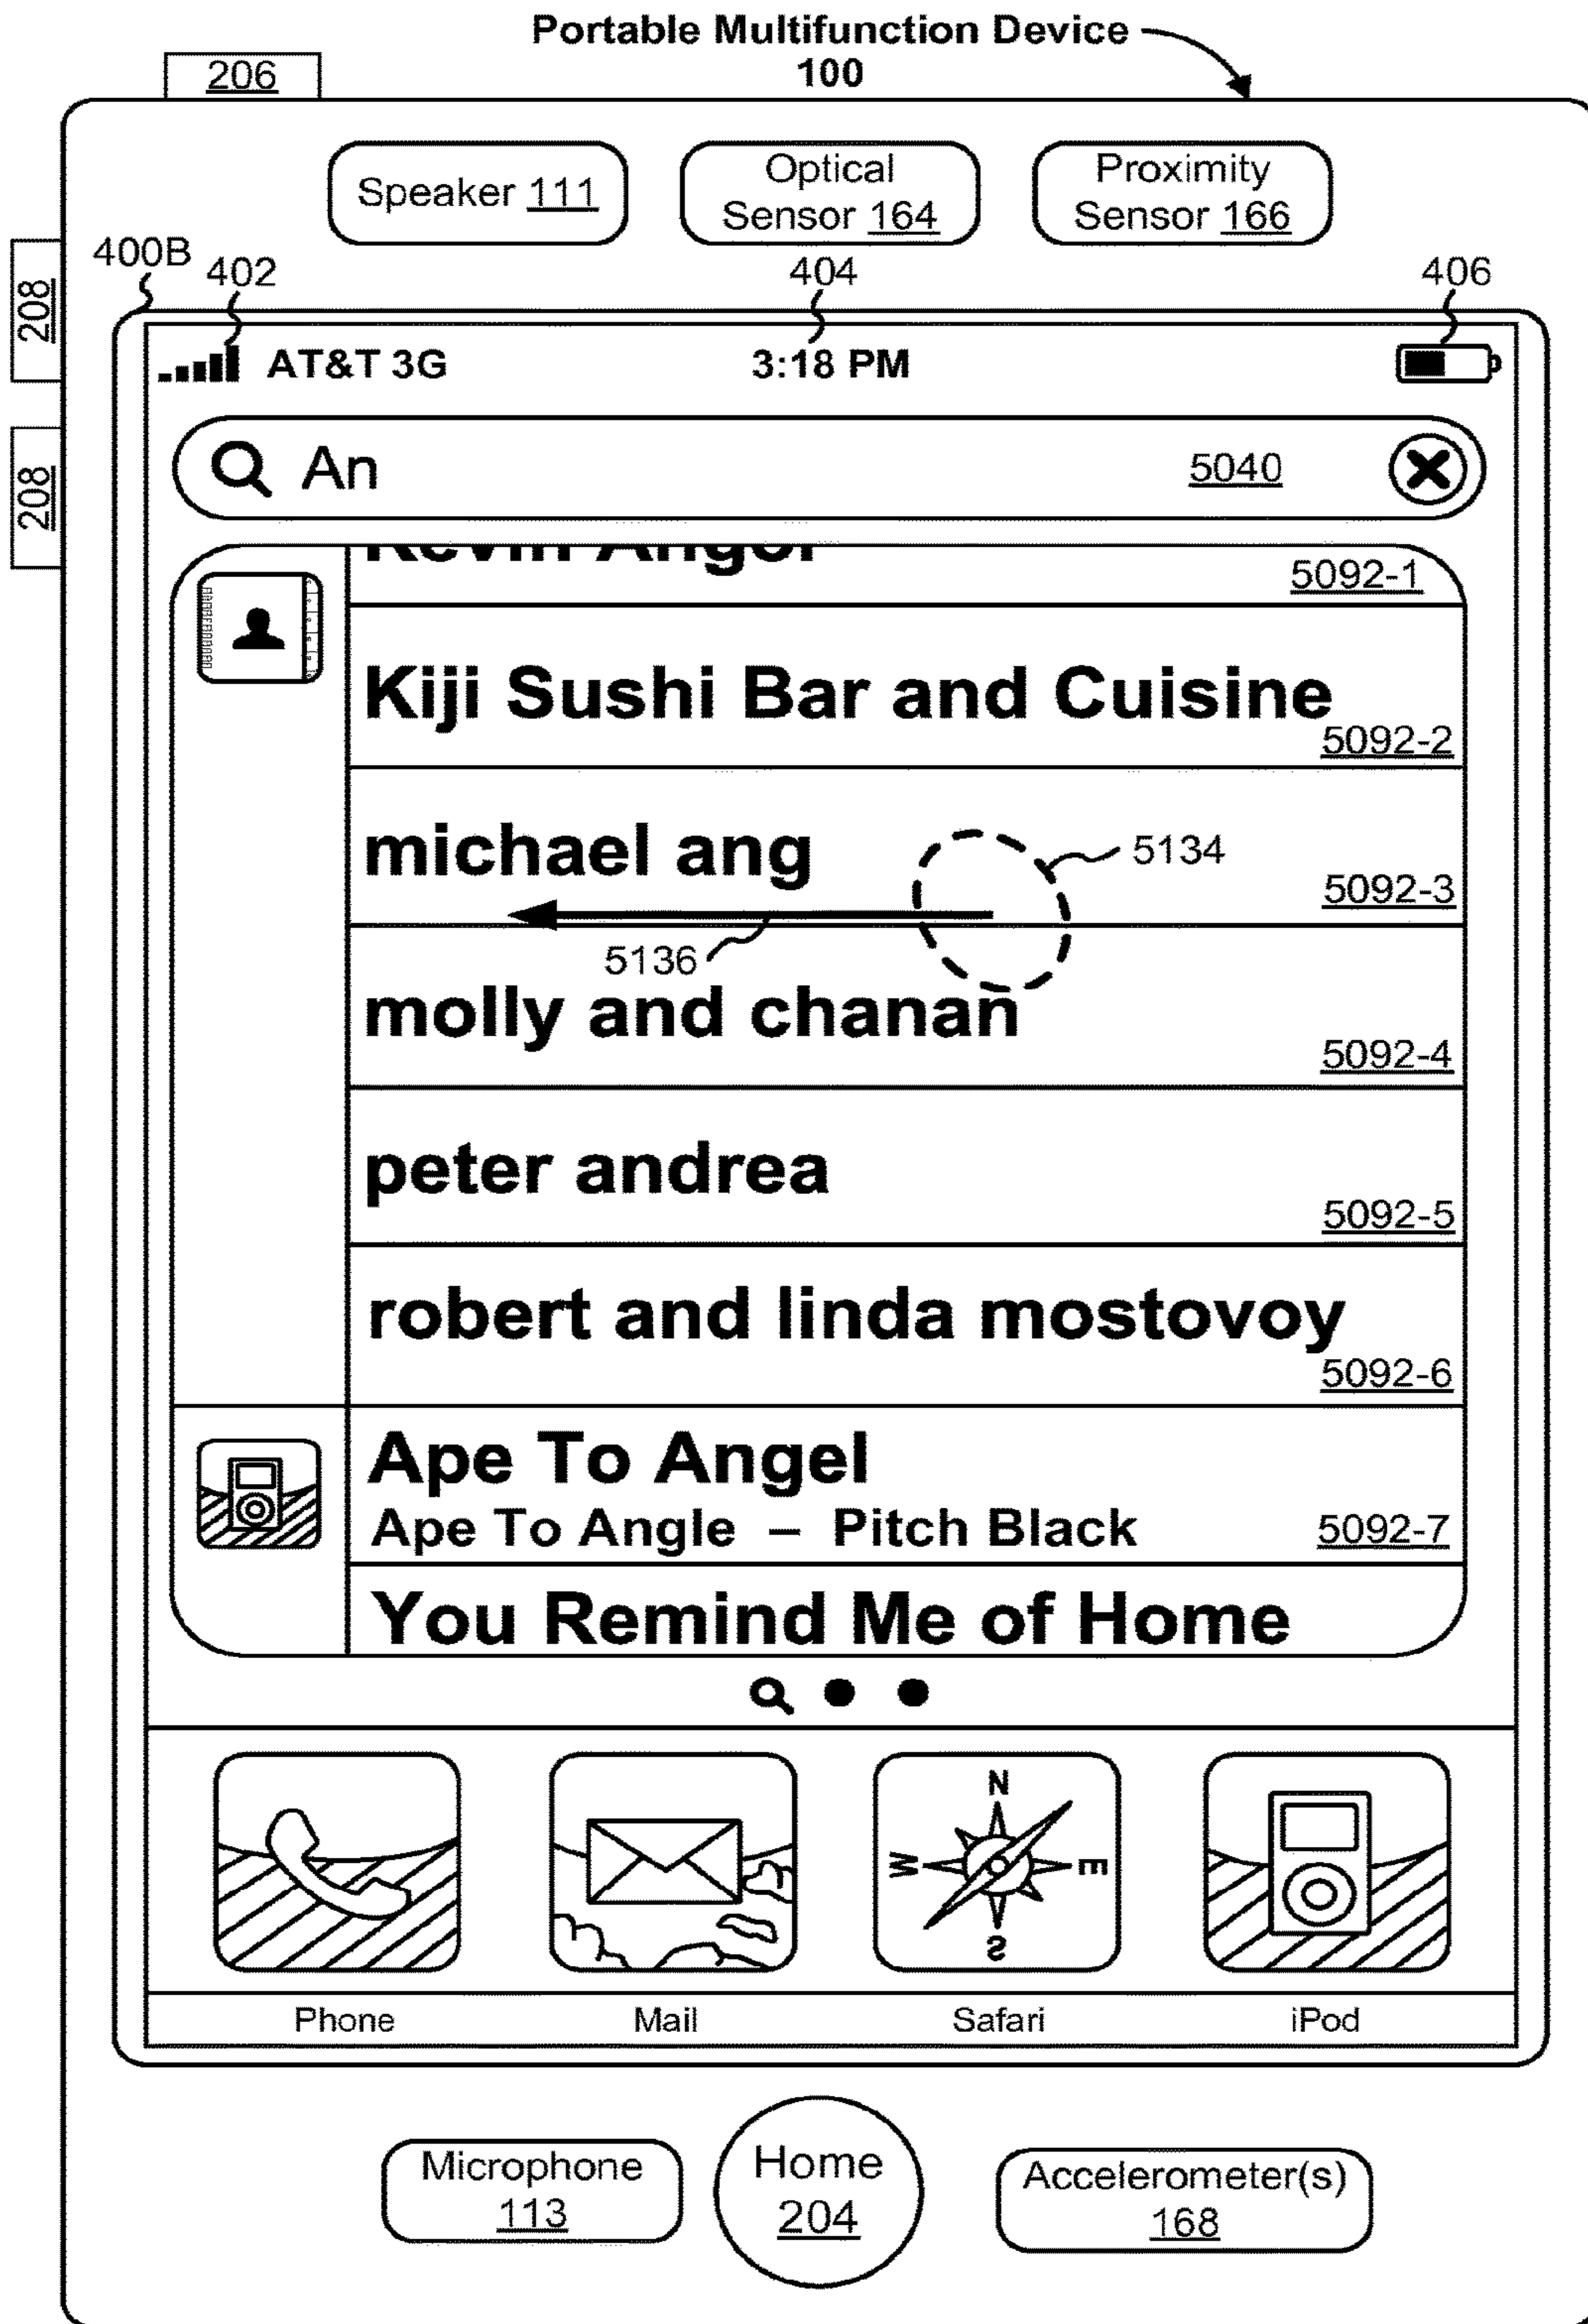 Portable Multifunction Device
100
206
Speaker 111
Optical
Sensor 164
Proximity
Sensor 166
208
208
400B
402
404
406
AT&T 3G
3:18 PM
An
5040
Kevin Angol
5092-1
Kiji Sushi Bar and Cuisine
5092-2
michael ang
5134
5092-3
5136
molly and chanan
5092-4
peter andrea
5092-5
robert and linda mostovoy
5092-6
Ape To Angel
Ape To Angle – Pitch Black
5092-7
You Remind Me of Home
N
W
E
S
Phone
Mail
Safari
iPod
Microphone
113
Home
204
Accelerometer(s)
168